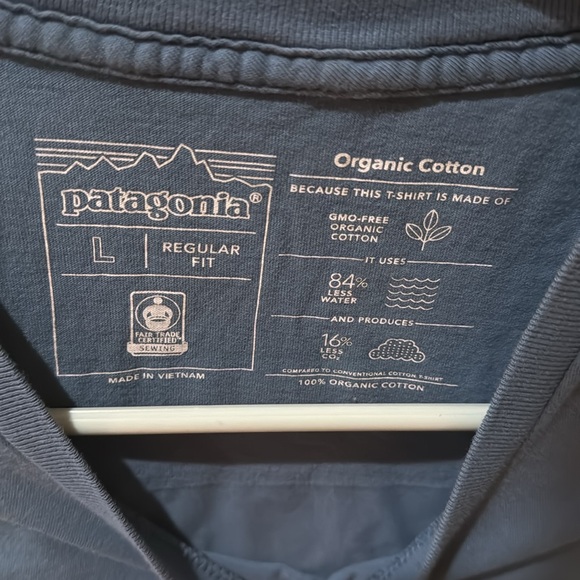 patagonia®
L
REGULAR
FIT
FAIR TRADE
CERTIFIED™
SEWING
MADE IN VIETNAM
Organic Cotton
BECAUSE THIS T-SHIRT IS MADE OF
GMO-FREE
ORGANIC
COTTON
IT USES
84%
LESS
WATER
AND PRODUCES
16%
LESS
CO₂
COMPARED TO CONVENTIONAL COTTON T-SHIRT
100% ORGANIC COTTON